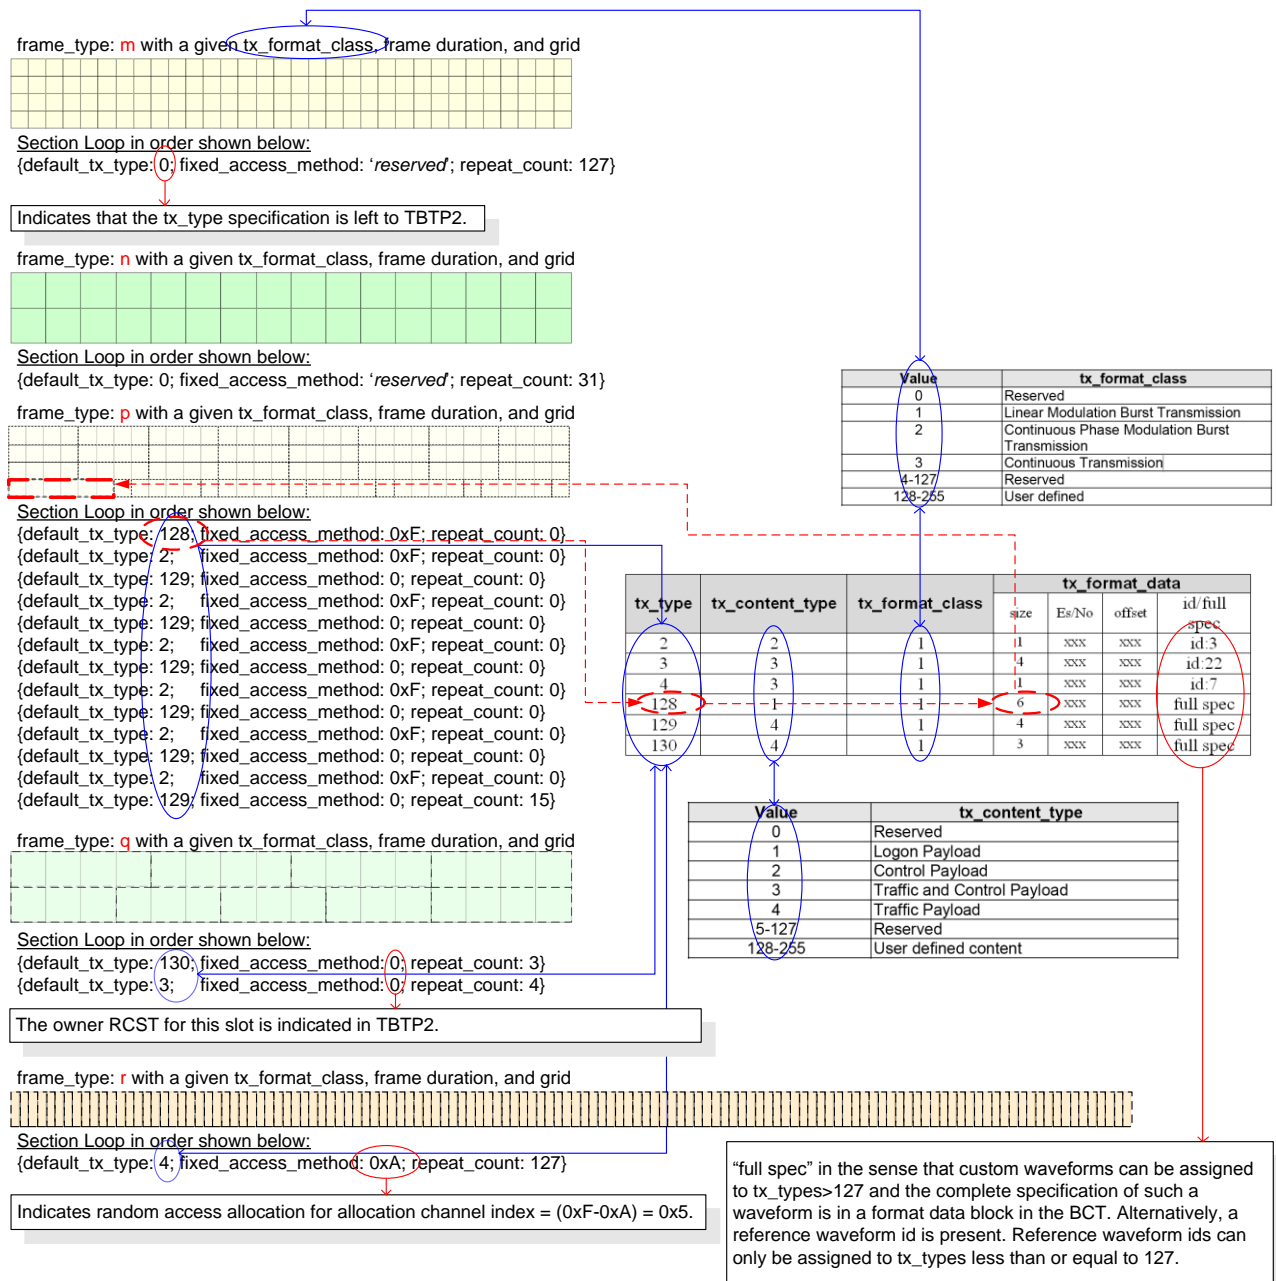 frame_type: m with a given tx_format_class, frame duration, and grid
Section Loop in order shown below:
{default_tx_type: 0; fixed_access_method: ‘reserved’; repeat_count: 127}
Indicates that the tx_type specification is left to TBTP2.
frame_type: n with a given tx_format_class, frame duration, and grid
Section Loop in order shown below:
{default_tx_type: 0; fixed_access_method: ‘reserved’; repeat_count: 31}
frame_type: p with a given tx_format_class, frame duration, and grid
Section Loop in order shown below:
{default_tx_type: 128; fixed_access_method: 0xF; repeat_count: 0}
{default_tx_type: 2; fixed_access_method: 0xF; repeat_count: 0}
{default_tx_type: 129; fixed_access_method: 0; repeat_count: 0}
{default_tx_type: 2; fixed_access_method: 0xF; repeat_count: 0}
{default_tx_type: 129; fixed_access_method: 0; repeat_count: 0}
{default_tx_type: 2; fixed_access_method: 0xF; repeat_count: 0}
{default_tx_type: 129; fixed_access_method: 0; repeat_count: 0}
{default_tx_type: 2; fixed_access_method: 0xF; repeat_count: 0}
{default_tx_type: 129; fixed_access_method: 0; repeat_count: 0}
{default_tx_type: 2; fixed_access_method: 0xF; repeat_count: 0}
{default_tx_type: 129; fixed_access_method: 0; repeat_count: 0}
{default_tx_type: 2; fixed_access_method: 0xF; repeat_count: 0}
{default_tx_type: 129; fixed_access_method: 0; repeat_count: 15}
frame_type: q with a given tx_format_class, frame duration, and grid
Section Loop in order shown below:
{default_tx_type: 130; fixed_access_method: 0; repeat_count: 3}
{default_tx_type: 3; fixed_access_method: 0; repeat_count: 4}
The owner RCST for this slot is indicated in TBTP2.
frame_type: r with a given tx_format_class, frame duration, and grid
Section Loop in order shown below:
{default_tx_type: 4; fixed_access_method: 0xA; repeat_count: 127}
Indicates random access allocation for allocation channel index = (0xF-0xA) = 0x5.
Value tx_format_class
0 Reserved
1 Linear Modulation Burst Transmission
2 Continuous Phase Modulation Burst
Transmission
3 Continuous Transmission
4-127 Reserved
128-255 User defined
tx_format_data
tx_type tx_content_type tx_format_class size Es/No offset id/full
spec
2 2 1 1 xxx xxx id:3
3 3 1 4 xxx xxx id:22
4 3 1 1 xxx xxx id:7
128 1 1 6 xxx xxx full spec
129 4 1 4 xxx xxx full spec
130 4 1 3 xxx xxx full spec
Value tx_content_type
0 Reserved
1 Logon Payload
2 Control Payload
3 Traffic and Control Payload
4 Traffic Payload
5-127 Reserved
128-255 User defined content
“full spec” in the sense that custom waveforms can be assigned
to tx_types>127 and the complete specification of such a
waveform is in a format data block in the BCT. Alternatively, a
reference waveform id is present. Reference waveform ids can
only be assigned to tx_types less than or equal to 127.